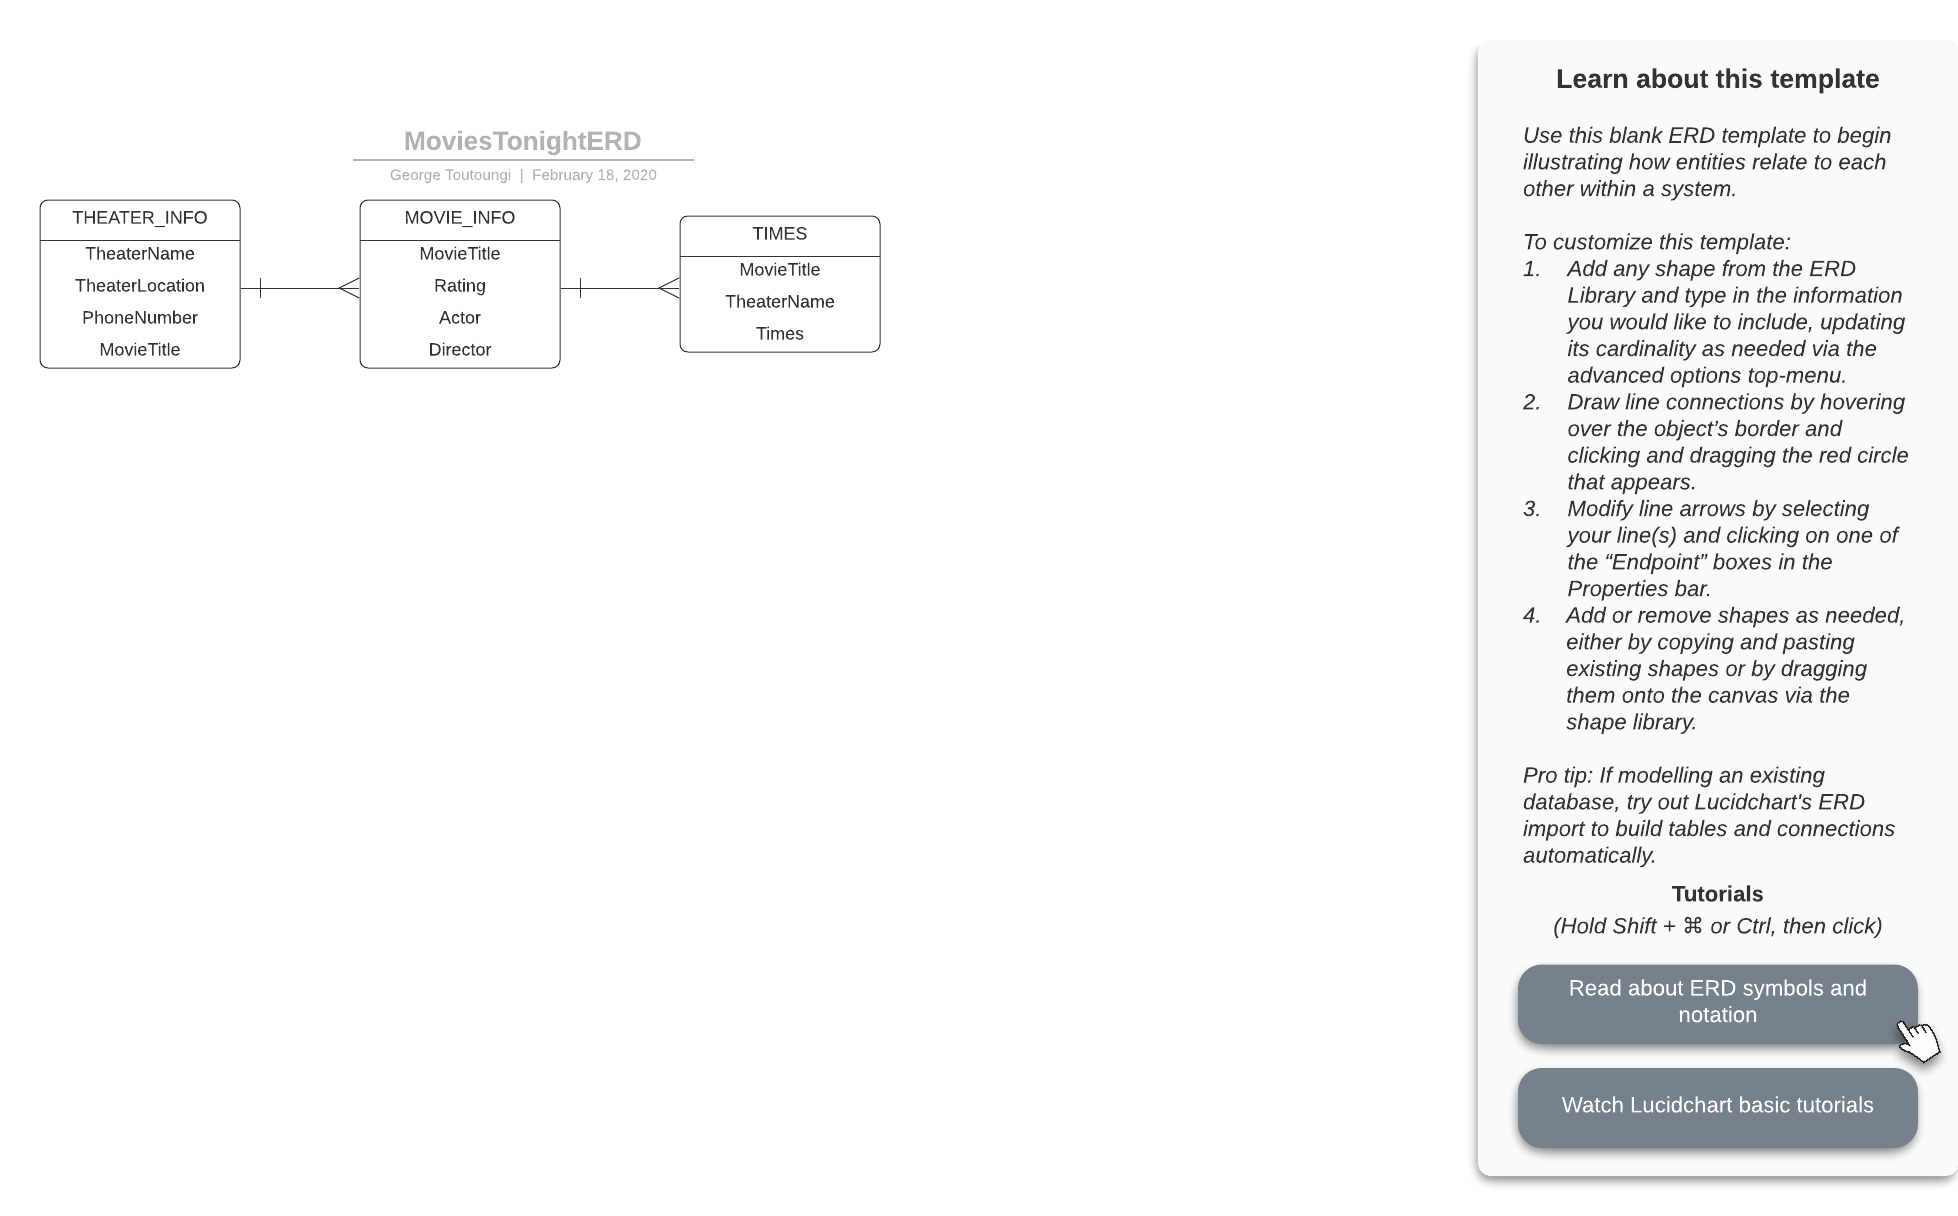 MoviesTonightERD
George Toutoungi | February 18, 2020
THEATER_INFO
TheaterName
TheaterLocation
PhoneNumber
MovieTitle
MOVIE_INFO
MovieTitle
Rating
Actor
Director
TIMES
MovieTitle
TheaterName
Times
Learn about this template
Use this blank ERD template to begin
illustrating how entities relate to each
other within a system.
To customize this template:
1. Add any shape from the ERD
Library and type in the information
you would like to include, updating
its cardinality as needed via the
advanced options top-menu.
2. Draw line connections by hovering
over the object’s border and
clicking and dragging the red circle
that appears.
3. Modify line arrows by selecting
your line(s) and clicking on one of
the “Endpoint” boxes in the
Properties bar.
4. Add or remove shapes as needed,
either by copying and pasting
existing shapes or by dragging
them onto the canvas via the
shape library.
Pro tip: If modelling an existing
database, try out Lucidchart's ERD
import to build tables and connections
automatically.
Tutorials
(Hold Shift + ⌘ or Ctrl, then click)
Read about ERD symbols and
notation
Watch Lucidchart basic tutorials